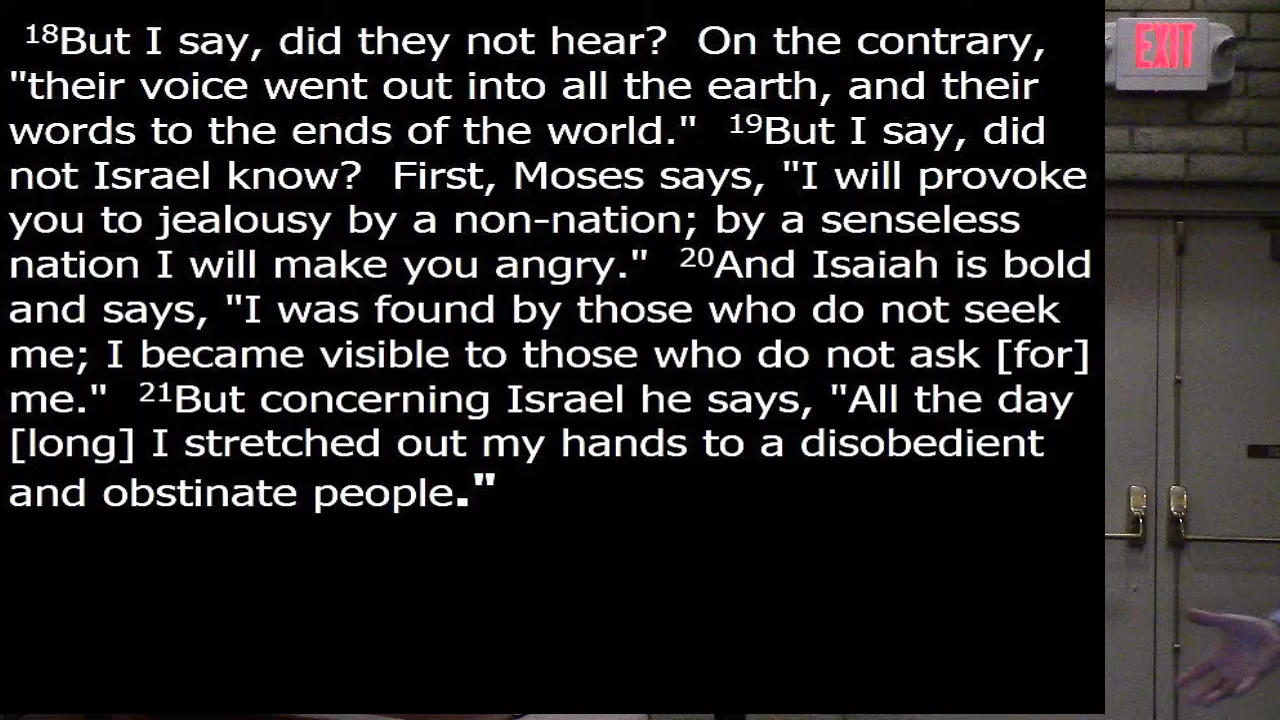 18But I say, did they not hear?  On the contrary,
"their voice went out into all the earth, and their
words to the ends of the world."  19But I say, did
not Israel know?  First, Moses says, "I will provoke
you to jealousy by a non-nation; by a senseless
nation I will make you angry."  20And Isaiah is bold
and says, "I was found by those who do not seek
me; I became visible to those who do not ask [for]
me."  21But concerning Israel he says, "All the day
[long] I stretched out my hands to a disobedient
and obstinate people."
EXIT